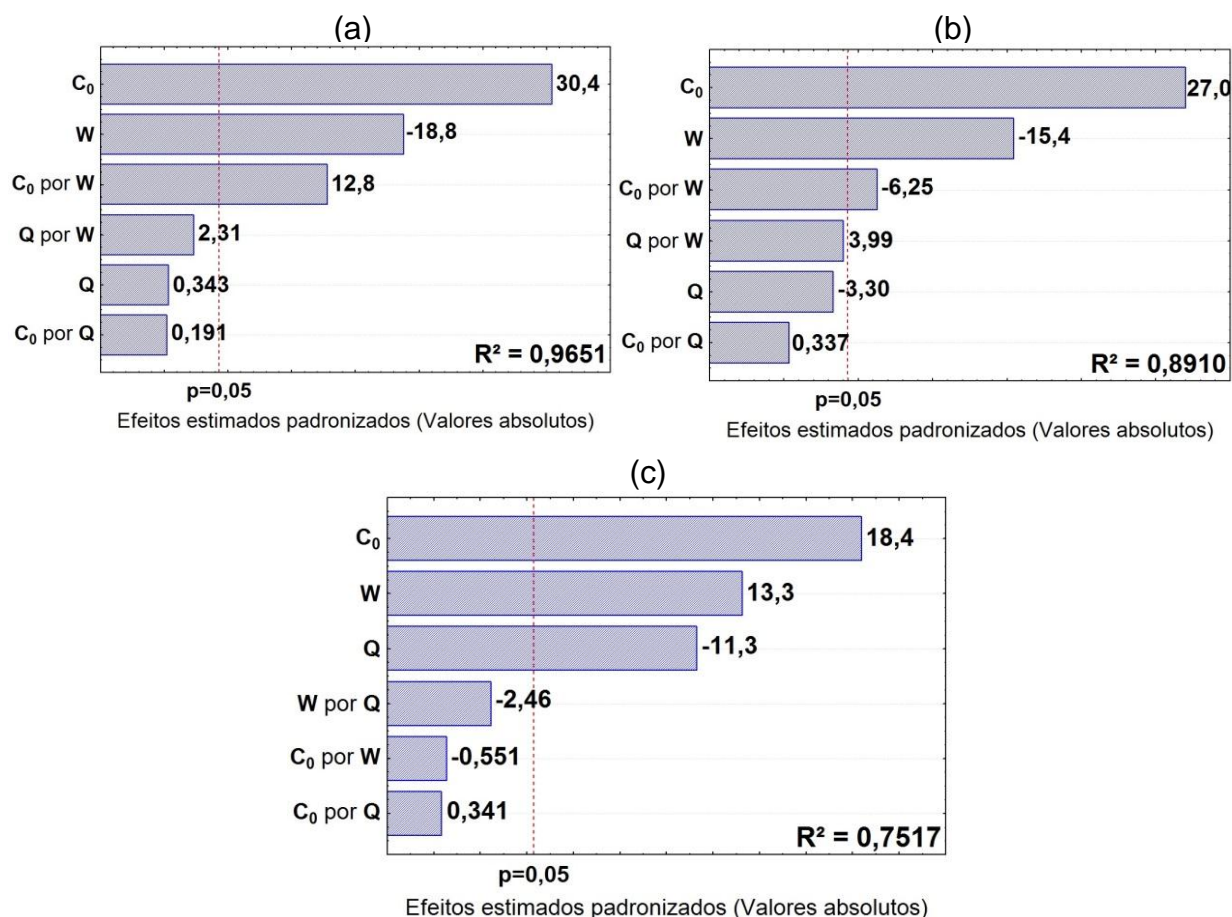 (a)
C₀
30,4
W
-18,8
C₀ por W
12,8
Q por W
2,31
Q
0,343
C₀ por Q
0,191
R² = 0,9651
p=0,05
Efeitos estimados padronizados (Valores absolutos)
(b)
C₀
27,0
W
-15,4
C₀ por W
-6,25
Q por W
3,99
Q
-3,30
C₀ por Q
0,337
R² = 0,8910
p=0,05
Efeitos estimados padronizados (Valores absolutos)
(c)
C₀
18,4
W
13,3
Q
-11,3
W por Q
-2,46
C₀ por W
-0,551
C₀ por Q
0,341
R² = 0,7517
p=0,05
Efeitos estimados padronizados (Valores absolutos)